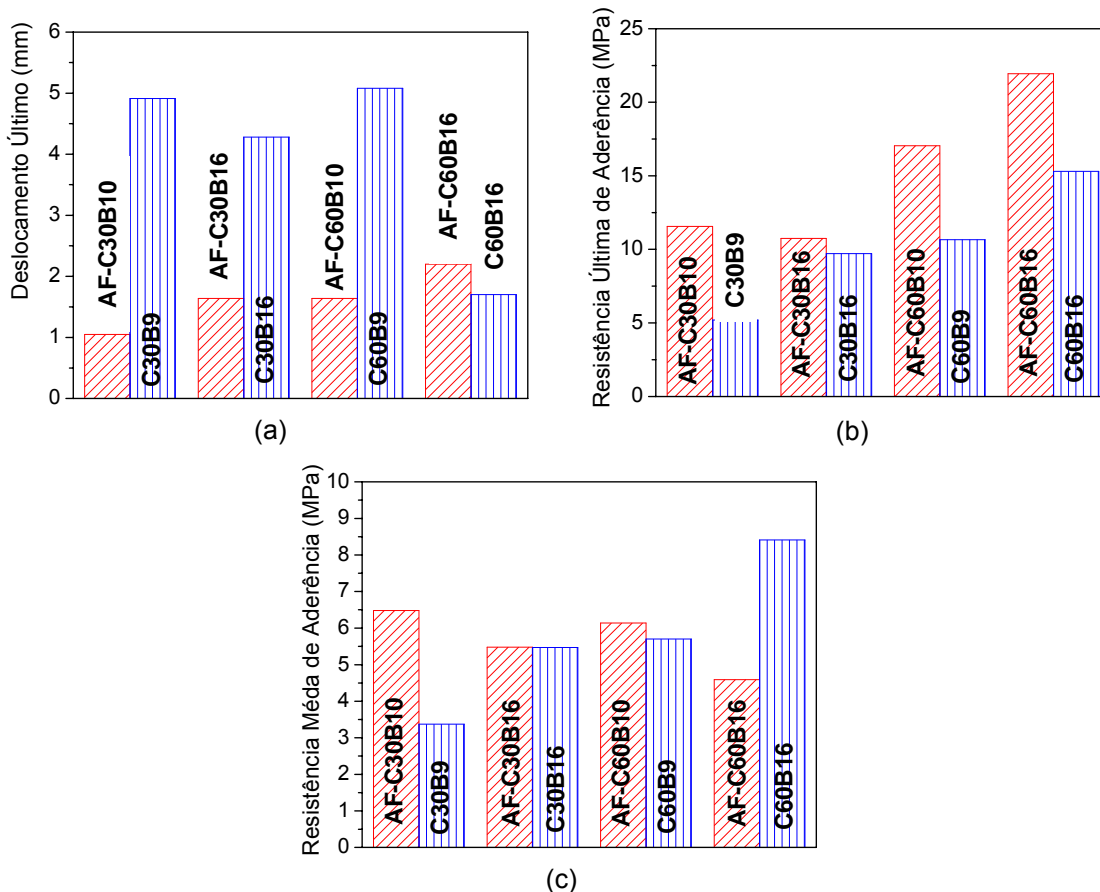 Deslocamento Último (mm)
6
5
4
3
2
1
0
AF-C30B10
C30B9
AF-C30B16
C30B16
AF-C60B10
C60B9
AF-C60B16
C60B16
(a)
Resistência Última de Aderência (MPa)
25
20
15
10
5
0
AF-C30B10
C30B9
AF-C30B16
C30B16
AF-C60B10
C60B9
AF-C60B16
C60B16
(b)
Resistência Méda de Aderência (MPa)
10
9
8
7
6
5
4
3
2
1
0
AF-C30B10
C30B9
AF-C30B16
C30B16
AF-C60B10
C60B9
AF-C60B16
C60B16
(c)